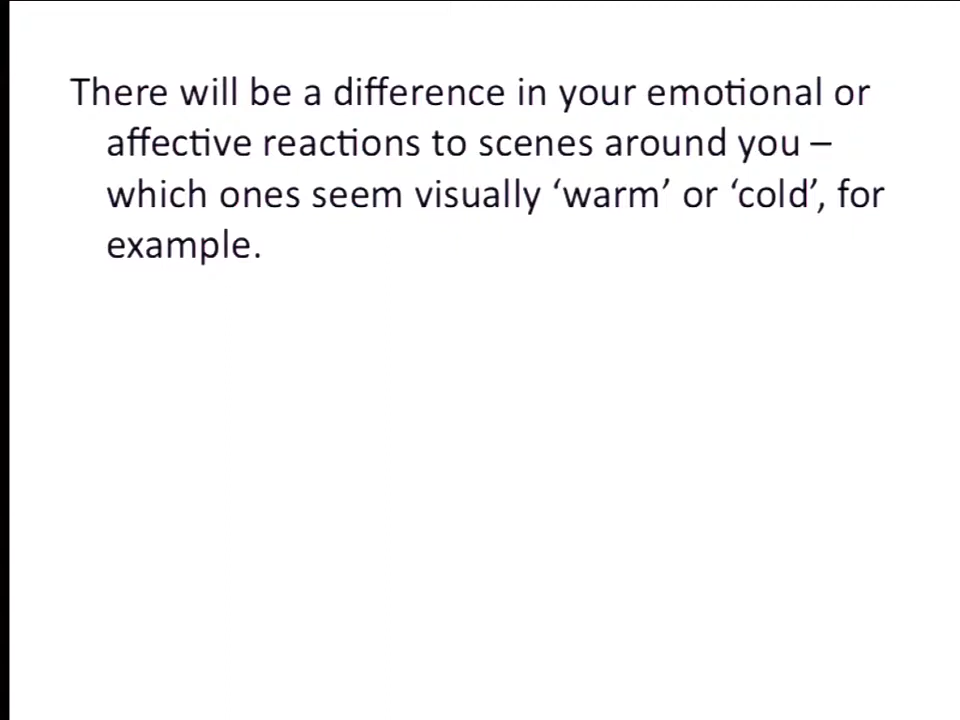 There will be a difference in your emotional or
affective reactions to scenes around you –
which ones seem visually ‘warm’ or ‘cold’, for
example.